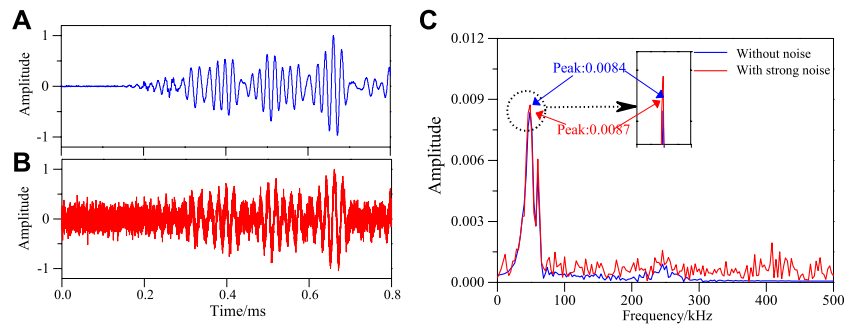 A
Amplitude
1
0
-1
B
Amplitude
1
0
-1
0.0
0.2
0.4
0.6
0.8
Time/ms
C
Amplitude
0.012
0.009
0.006
0.003
0.000
Peak:0.0084
Peak:0.0087
Without noise
With strong noise
0
100
200
300
400
500
Frequency/kHz